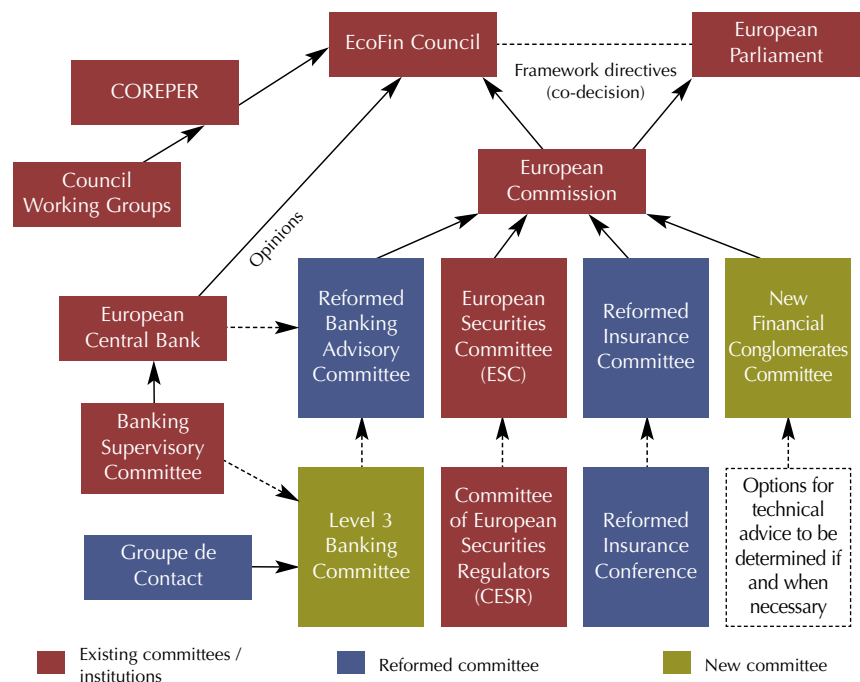 EcoFin Council
European
Parliament
Framework directives
(co-decision)
COREPER
Council
Working Groups
European
Commission
Opinions
European
Central Bank
Reformed
Banking
Advisory
Committee
European
Securities
Committee
(ESC)
Reformed
Insurance
Committee
New
Financial
Conglomerates
Committee
Banking
Supervisory
Committee
Groupe de
Contact
Level 3
Banking
Committee
Committee
of European
Securities
Regulators
(CESR)
Reformed
Insurance
Conference
Options for
technical
advice to be
determined if
and when
necessary
Existing committees /
institutions
Reformed committee
New committee